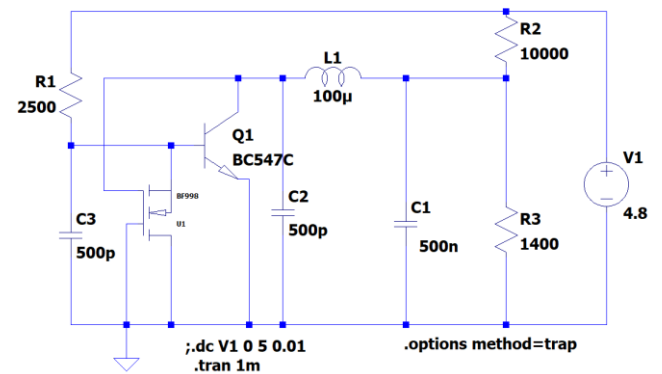 R2
10000
L1
R1
2500
100µ
Q1
BC547C
V1
BF998
U1
C3
500p
C2
500p
C1
500n
R3
1400
4.8
;.dc V1 0 5 0.01
.tran 1m
.options method=trap